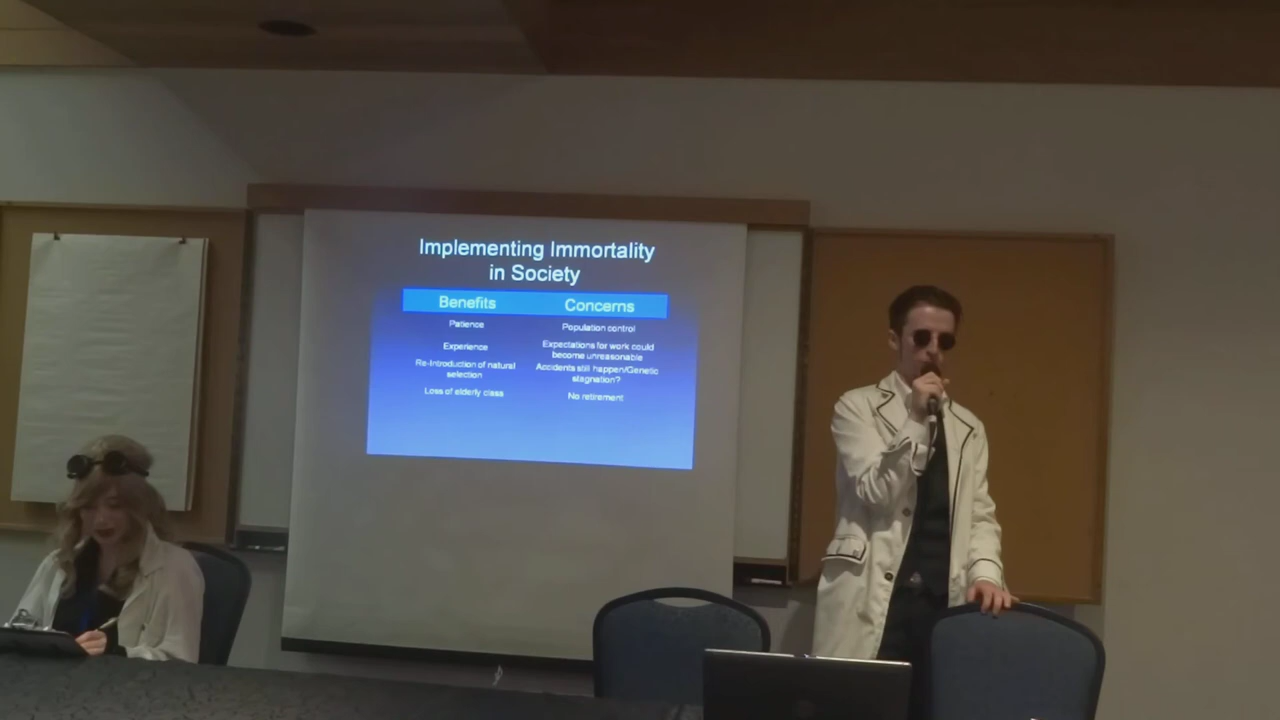 Implementing Immortality
in Society
Benefits Concerns
Patience Population control
Experience Expectations for work could
become unreasonable
Re-Introduction of natural
selection Accidents still happen/Genetic
stagnation?
Loss of elderly class No retirement